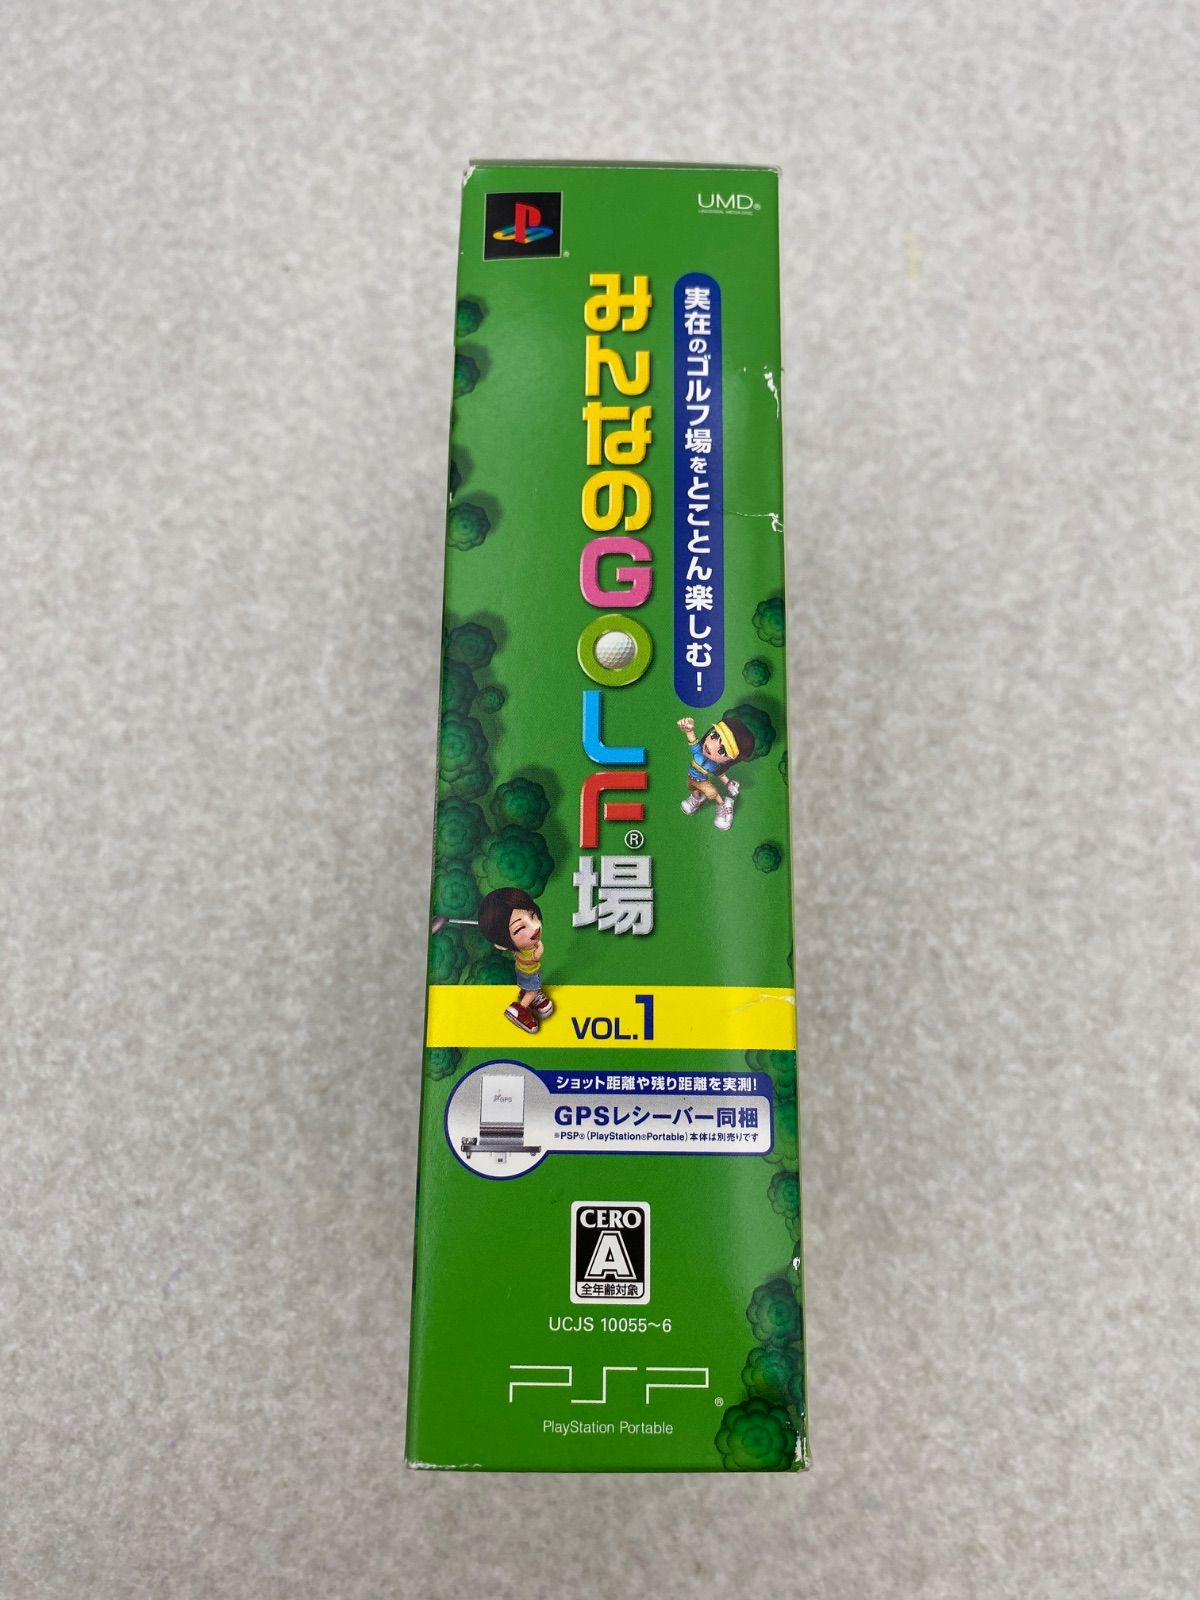 UMD®
UNIVERSAL MEDIA DISC
実在のゴルフ場をとことん楽しむ!
みんなのGOLF®場
VOL.1
GPS
ショット距離や残り距離を実測!
GPSレシーバー同梱
※PSP®(PlayStation®Portable)本体は別売りです
CERO
A
全年齢対象
UCJS 10055~6
PSP®
PlayStation Portable